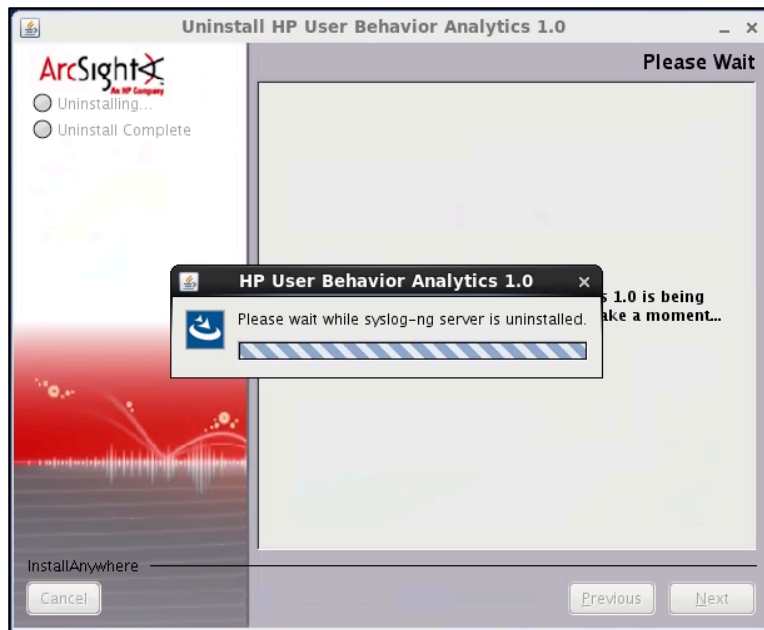 Uninstall HP User Behavior Analytics 1.0
ArcSight
An HP Company
Please Wait
Uninstalling...
Uninstall Complete
HP User Behavior Analytics 1.0
Please wait while syslog-ng server is uninstalled.
s 1.0 is being
ake a moment...
InstallAnywhere
Cancel
Previous
Next